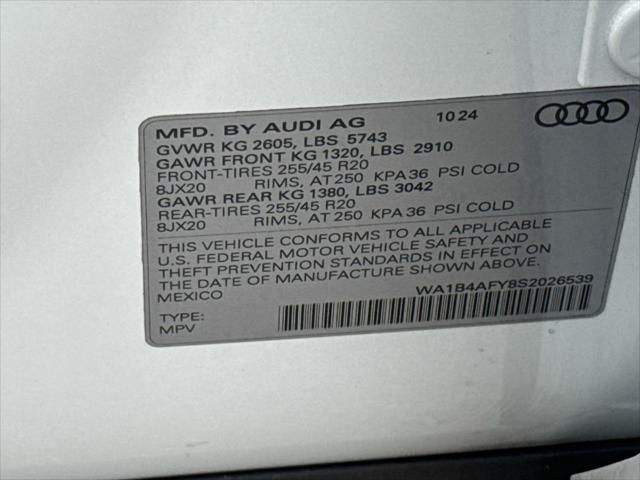 MFD. BY AUDI AG 10 24
GVWR KG 2605, LBS 5743
GAWR FRONT KG 1320, LBS 2910
FRONT-TIRES 255/45 R20
8JX20 RIMS, AT 250 KPA 36 PSI COLD
GAWR REAR KG 1380, LBS 3042
REAR-TIRES 255/45 R20
8JX20 RIMS, AT 250 KPA 36 PSI COLD
THIS VEHICLE CONFORMS TO ALL APPLICABLE
U.S. FEDERAL MOTOR VEHICLE SAFETY AND
THEFT PREVENTION STANDARDS IN EFFECT ON
THE DATE OF MANUFACTURE SHOWN ABOVE.
MEXICO WA1B4AFY8S2026539
TYPE:
MPV